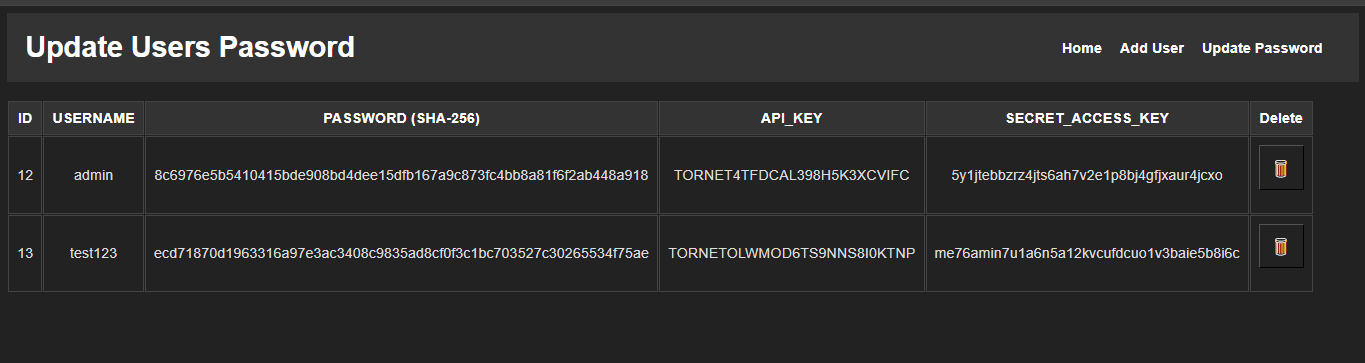 Update Users Password
Home Add User Update Password
ID USERNAME PASSWORD (SHA-256) API_KEY SECRET_ACCESS_KEY Delete
12 admin 8c6976e5b5410415bde908bd4dee15dfb167a9c873fc4bb8a81f6f2ab448a918 TORNET4TFDCAL398H5K3XCVIFC 5y1jtebbzrz4jts6ah7v2e1p8bj4gfjxaur4jcxo
13 test123 ecd71870d1963316a97e3ac3408c9835ad8cf0f3c1bc703527c30265534f75ae TORNETOLWMOD6TS9NNS8I0KTNP me76amin7u1a6n5a12kvcufdcuo1v3baie5b8i6c